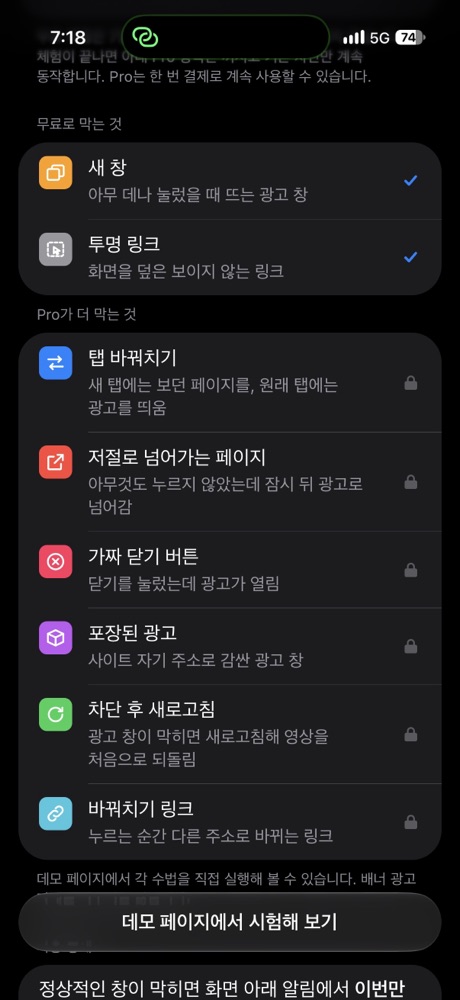 7:18
5G
74
체험이 끝나면 아래 Pro 항목은 꺼지고 기본 차단만 계속
동작합니다. Pro는 한 번 결제로 계속 사용할 수 있습니다.
무료로 막는 것
새 창
아무 데나 눌렀을 때 뜨는 광고 창
투명 링크
화면을 덮은 보이지 않는 링크
Pro가 더 막는 것
탭 바꿔치기
새 탭에는 보던 페이지를, 원래 탭에는
광고를 띄움
저절로 넘어가는 페이지
아무것도 누르지 않았는데 잠시 뒤 광고로
넘어감
가짜 닫기 버튼
닫기를 눌렀는데 광고가 열림
포장된 광고
사이트 자기 주소로 감싼 광고 창
차단 후 새로고침
광고 창이 막히면 새로고침해 영상을
처음으로 되돌림
바꿔치기 링크
누르는 순간 다른 주소로 바뀌는 링크
데모 페이지에서 각 수법을 직접 실행해 볼 수 있습니다. 배너 광고
데모 페이지에서 시험해 보기
정상적인 창이 막히면 화면 아래 알림에서 이번만